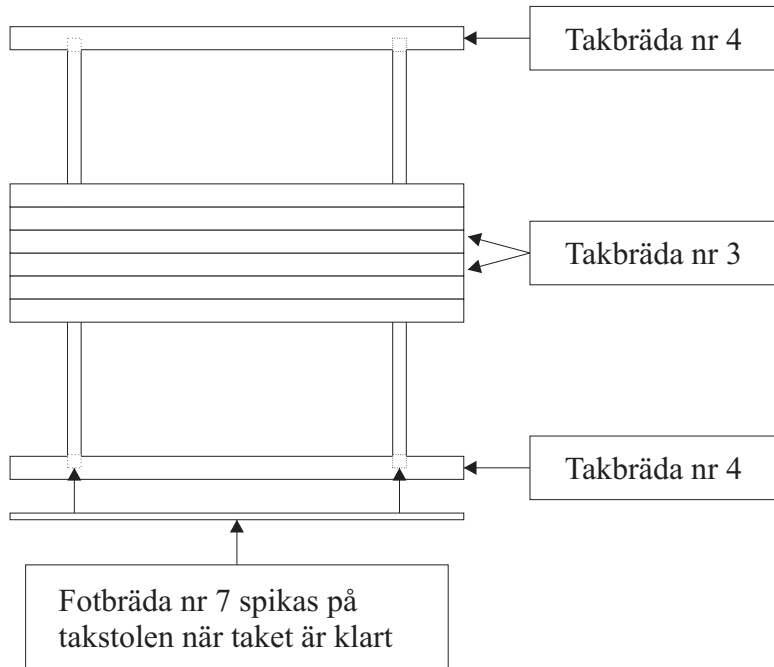 Takbräda nr 4
Takbräda nr 3
Takbräda nr 4
Fotbräda nr 7 spikas på
takstolen när taket är klart